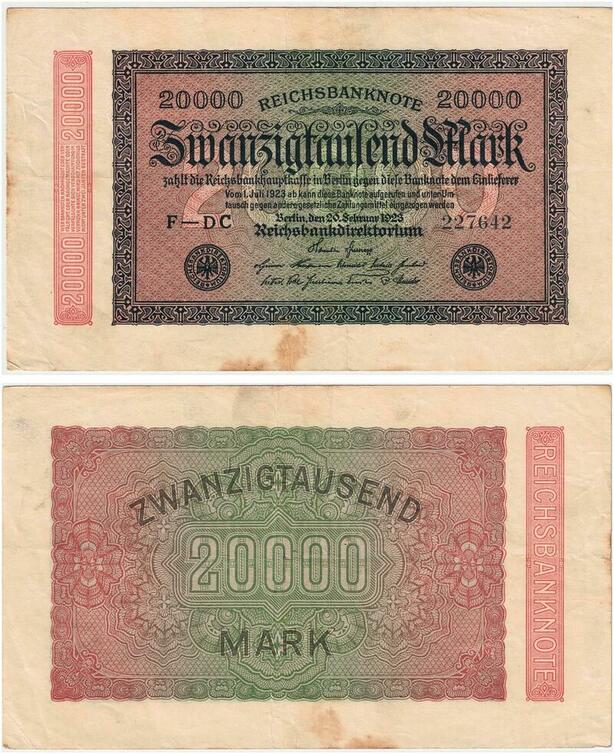 20000 REICHSBANKNOTE 20000
Zwanzigtausend Mark
zahlt die Reichsbankhauptkasse in Berlin gegen diese Banknote dem Einlieferer
Vom 1. Juli 1923 ab kann diese Banknote aufgerufen und unter Um-
tausch gegen andere gesetzliche Zahlungsmittel eingezogen werden
Berlin, den 20. Februar 1923
Reichsbankdirektorium
F—DC 227642
20000 20000
ZWANZIGTAUSEND
20000
MARK
REICHSBANKNOTE